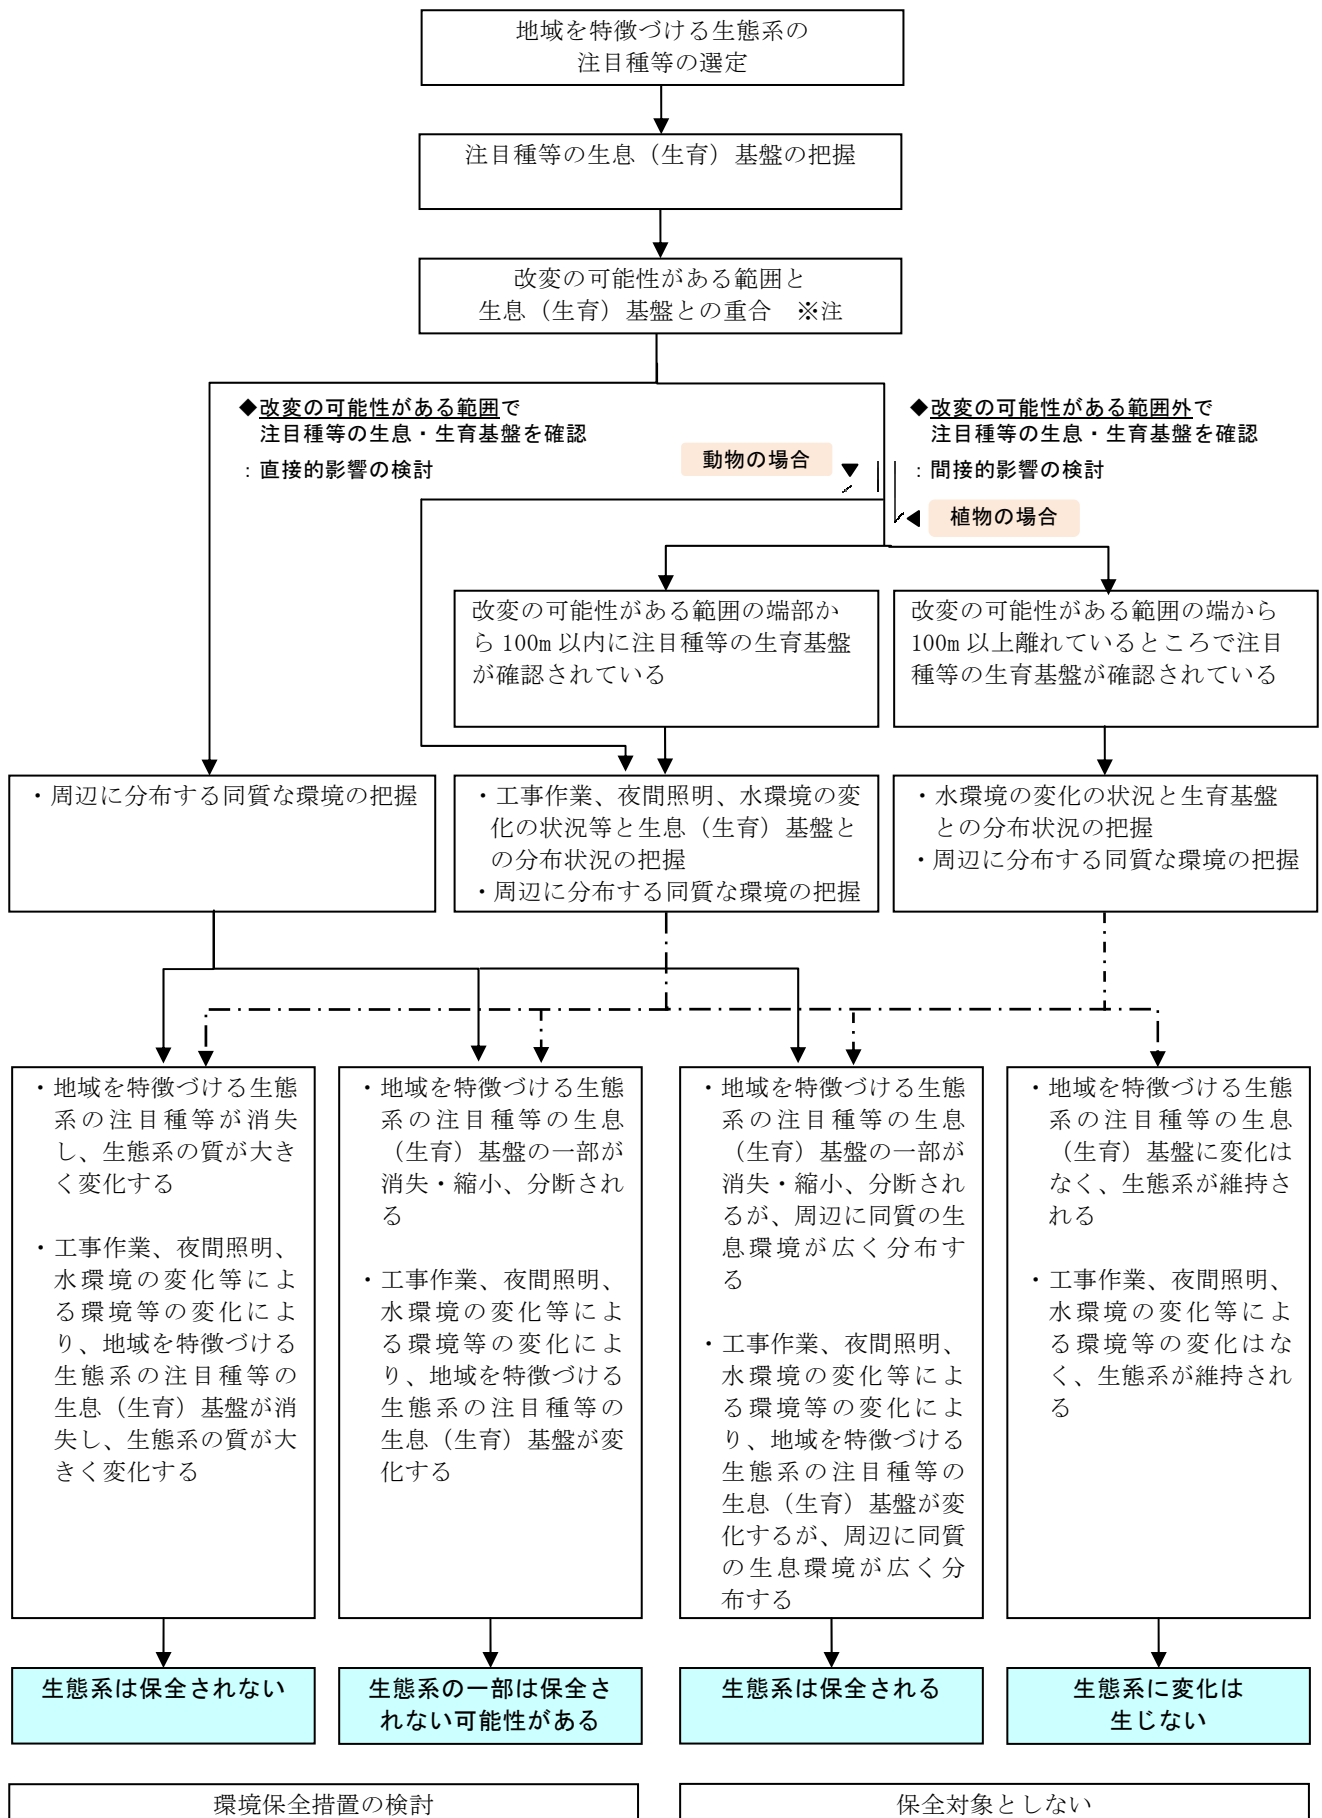 地域を特徴づける生態系の
注目種等の選定
注目種等の生息（生育）基盤の把握
改変の可能性がある範囲と
生息（生育）基盤との重合　※注
◆改変の可能性がある範囲で
注目種等の生息・生育基盤を確認
：直接的影響の検討
動物の場合
◆改変の可能性がある範囲外で
注目種等の生息・生育基盤を確認
：間接的影響の検討
植物の場合
改変の可能性がある範囲の端部か
ら 100m 以内に注目種等の生育基盤
が確認されている
改変の可能性がある範囲の端から
100m 以上離れているところで注目
種等の生育基盤が確認されている
・周辺に分布する同質な環境の把握
・工事作業、夜間照明、水環境の変
化の状況等と生息（生育）基盤と
の分布状況の把握
・周辺に分布する同質な環境の把握
・水環境の変化の状況と生育基盤
との分布状況の把握
・周辺に分布する同質な環境の把握
・地域を特徴づける生態
系の注目種等が消失
し、生態系の質が大き
く変化する
・工事作業、夜間照明、
水環境の変化等によ
る環境等の変化によ
り、地域を特徴づける
生態系の注目種等の
生息（生育）基盤が消
失し、生態系の質が大
きく変化する
・地域を特徴づける生態
系の注目種等の生息
（生育）基盤の一部が
消失・縮小、分断され
る
・工事作業、夜間照明、
水環境の変化等によ
る環境等の変化によ
り、地域を特徴づける
生態系の注目種等の
生息（生育）基盤が変
化する
・地域を特徴づける生態
系の注目種等の生息
（生育）基盤の一部が
消失・縮小、分断され
るが、周辺に同質の生
息環境が広く分布す
る
・工事作業、夜間照明、
水環境の変化等によ
る環境等の変化によ
り、地域を特徴づける
生態系の注目種等の
生息（生育）基盤が変
化するが、周辺に同質
の生息環境が広く分
布する
・地域を特徴づける生態
系の注目種等の生息
（生育）基盤に変化は
なく、生態系が維持さ
れる
・工事作業、夜間照明、
水環境の変化等によ
る環境等の変化はな
く、生態系が維持され
る
生態系は保全されない
生態系の一部は保全さ
れない可能性がある
生態系は保全される
生態系に変化は
生じない
環境保全措置の検討
保全対象としない